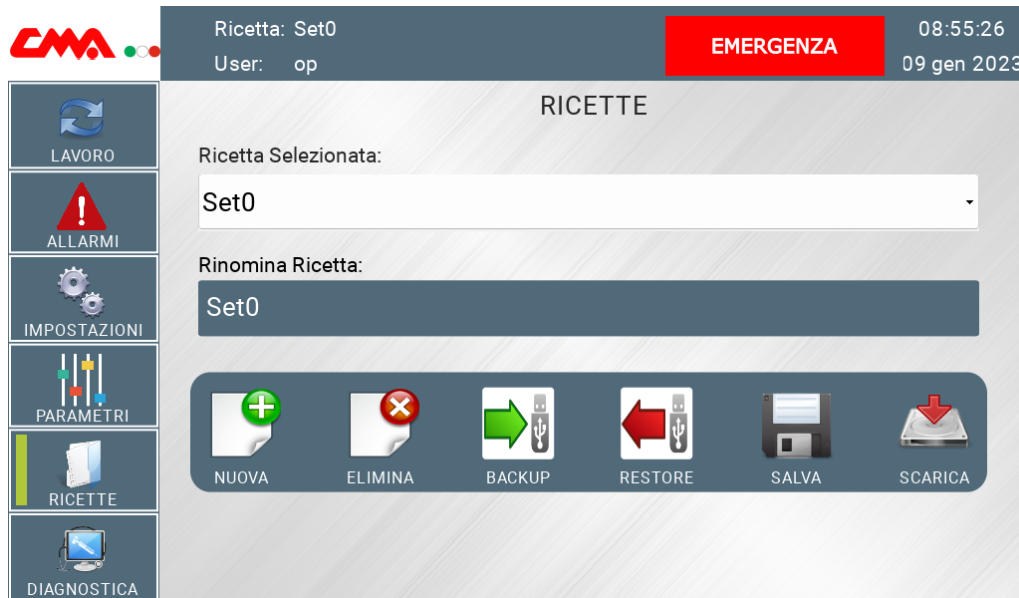 CMA
Ricetta: Set0
User: op
EMERGENZA
08:55:26
09 gen 2023
LAVORO
ALLARMI
IMPOSTAZIONI
PARAMETRI
RICETTE
DIAGNOSTICA
RICETTE
Ricetta Selezionata:
Set0
Rinomina Ricetta:
Set0
NUOVA
ELIMINA
BACKUP
RESTORE
SALVA
SCARICA